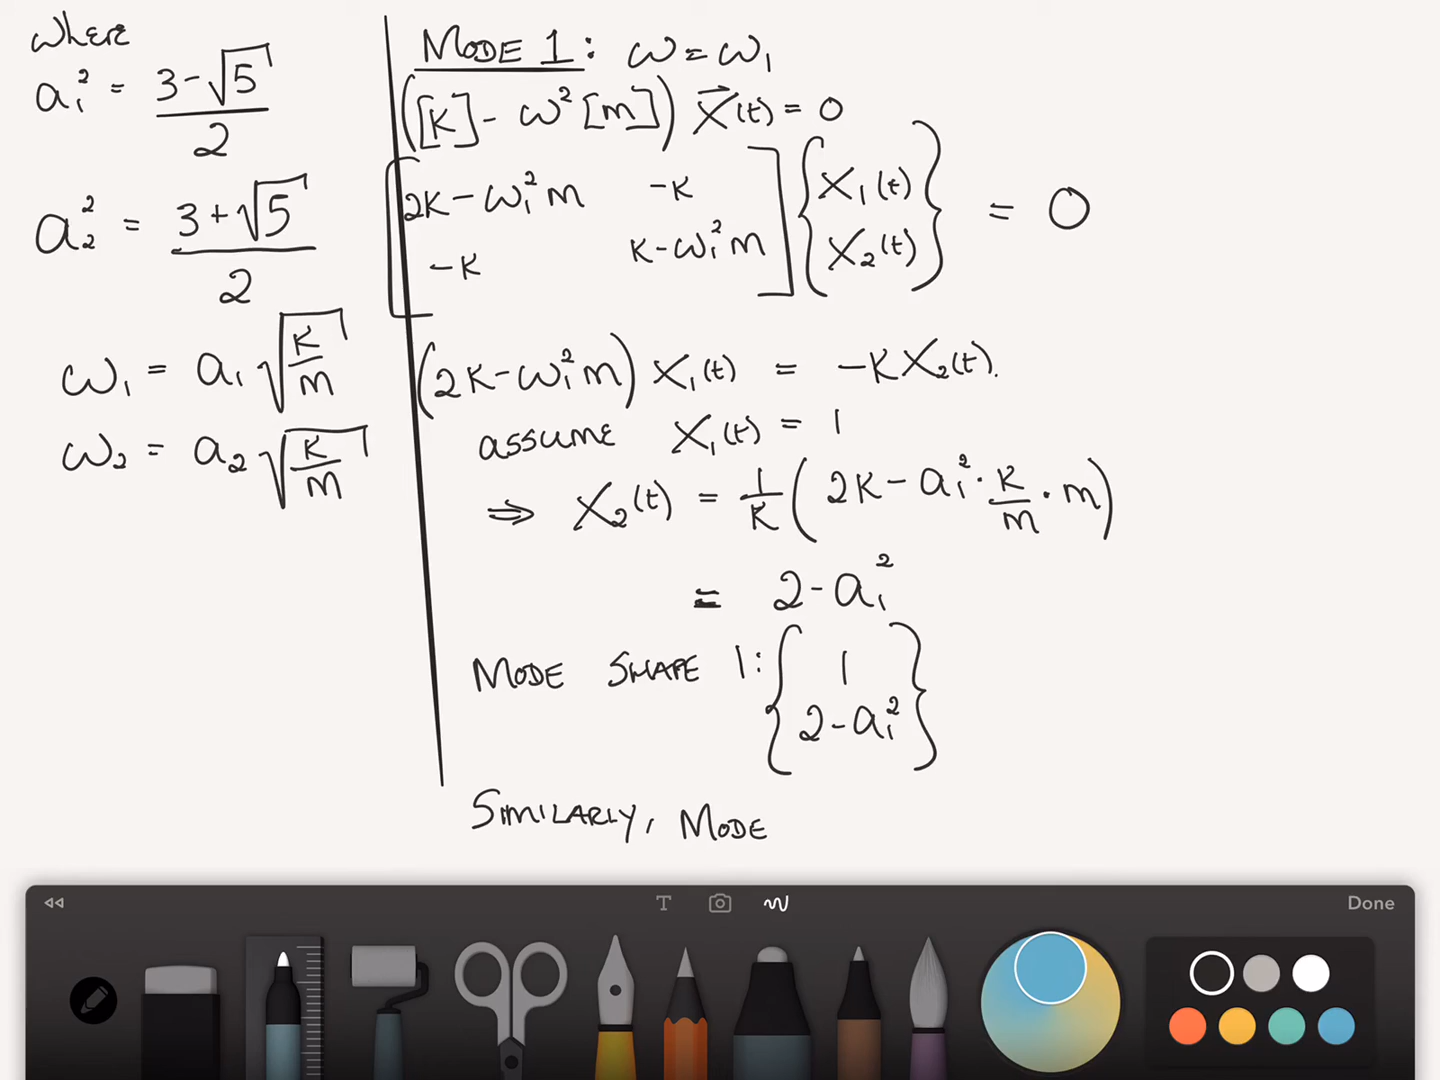 where
a₁² = (3-√5)/2
a₂² = (3+√5)/2
ω₁ = a₁ √(K/m)
ω₂ = a₂ √(K/m)
MODE 1: ω = ω₁
([K] - ω² [m]) X⃗(t) = 0
[2K - ω₁²m  -K] {X₁(t)} = 0
[-K  K - ω₁²m] {X₂(t)}
(2K - ω₁²m) X₁(t) = -KX₂(t).
assume X₁(t) = 1
⇒ X₂(t) = 1/K (2K - a₁² · K/m · m)
= 2 - a₁²
MODE SHAPE 1: {1
2 - a₁²}
SIMILARLY, MODE
T
Done